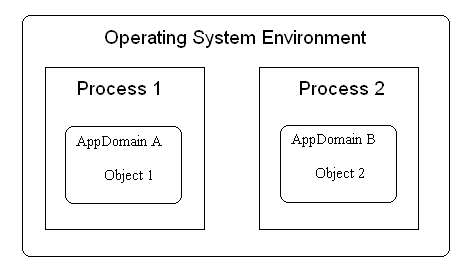 Operating System Environment
Process 1
Process 2
AppDomain A
Object 1
AppDomain B
Object 2